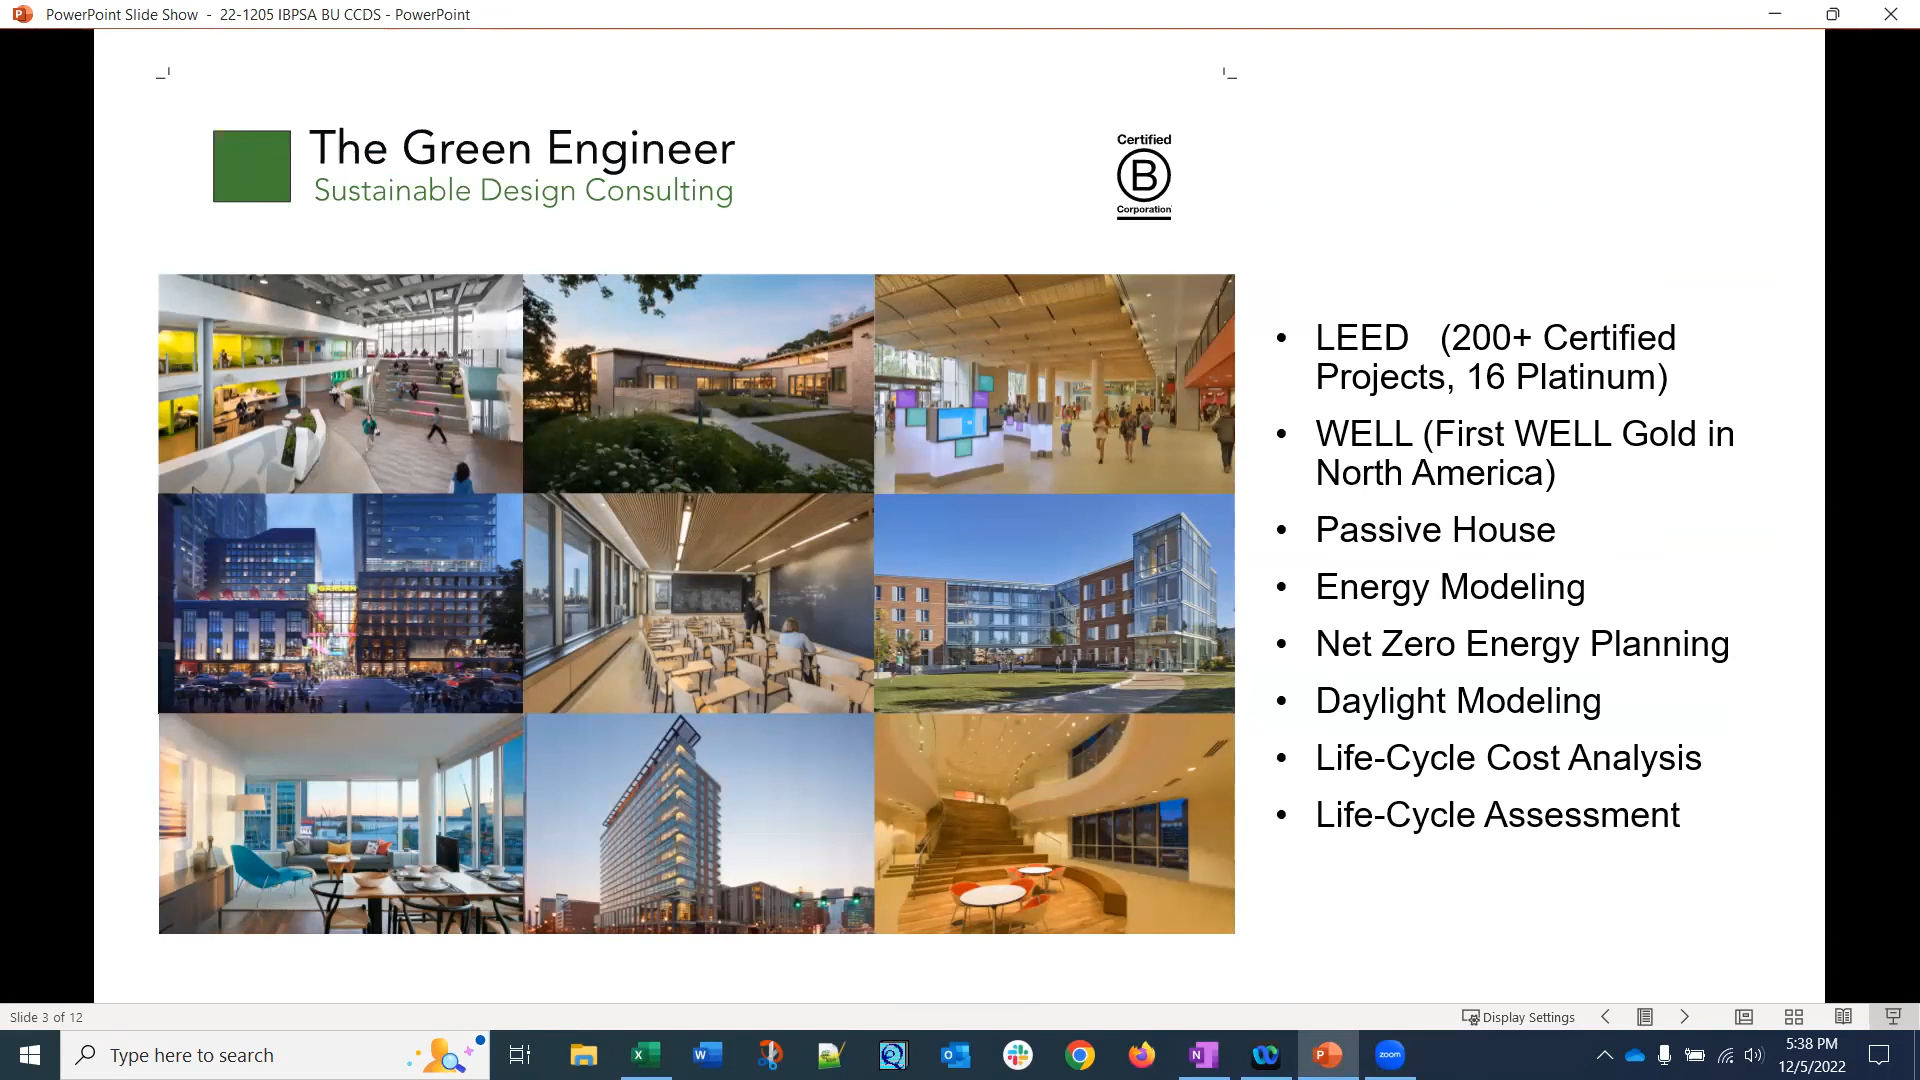 PowerPoint Slide Show - 22-1205 IBPSA BU CCDS - PowerPoint
The Green Engineer
Sustainable Design Consulting
Certified
B
Corporation
GARDEN
• LEED (200+ Certified
Projects, 16 Platinum)
• WELL (First WELL Gold in
North America)
• Passive House
• Energy Modeling
• Net Zero Energy Planning
• Daylight Modeling
• Life-Cycle Cost Analysis
• Life-Cycle Assessment
Slide 3 of 12
Display Settings
Type here to search
zoom
5:38 PM
12/5/2022